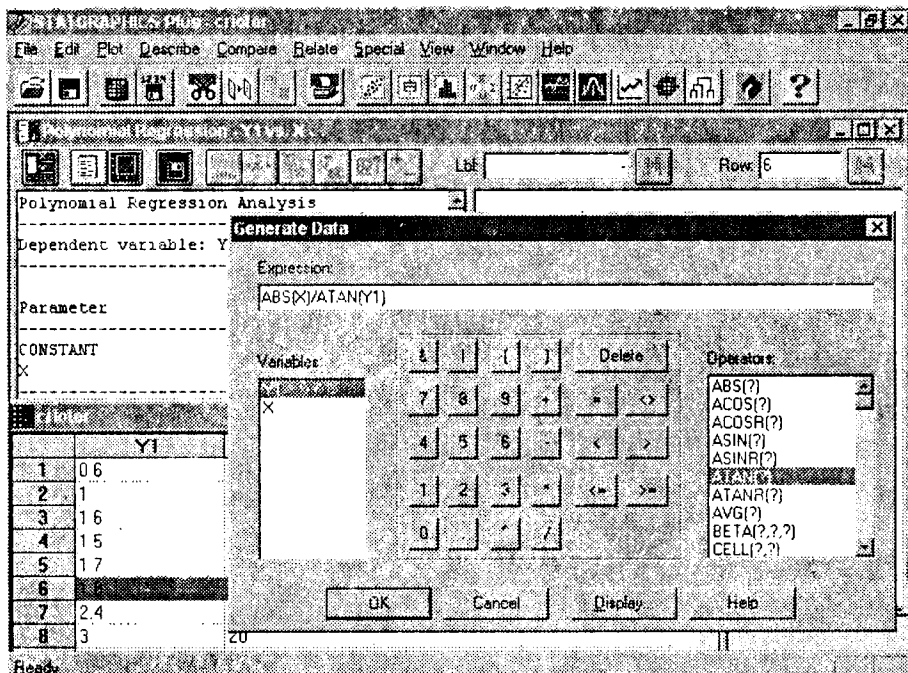 STATGRAPHICS Plus
File Edit Plot Describe Compare Relate Special View Window Help
Polynomial Regression - Y1 vs. X
Lbl: Row: 6
Polynomial Regression Analysis
Dependent variable: Y
Parameter
CONSTANT
X
Generate Data
Expression:
ABS(X)/ATAN(Y1)
Variables:
X
& | ( ) Delete
7 8 9 + = <>
4 5 6 - < >
1 2 3 * <= >=
0 . ^ /
Operators:
ABS(?)
ACOS(?)
ACOSR(?)
ASIN(?)
ASINR(?)
ATAN(?)
ATANR(?)
AVG(?)
BETA(?,?,?)
CELL(?,?)
OK Cancel Display... Help
Y1
1 0.6
2 1
3 1.6
4 1.5
5 1.7
6
7 2.4
8 3 20
Ready